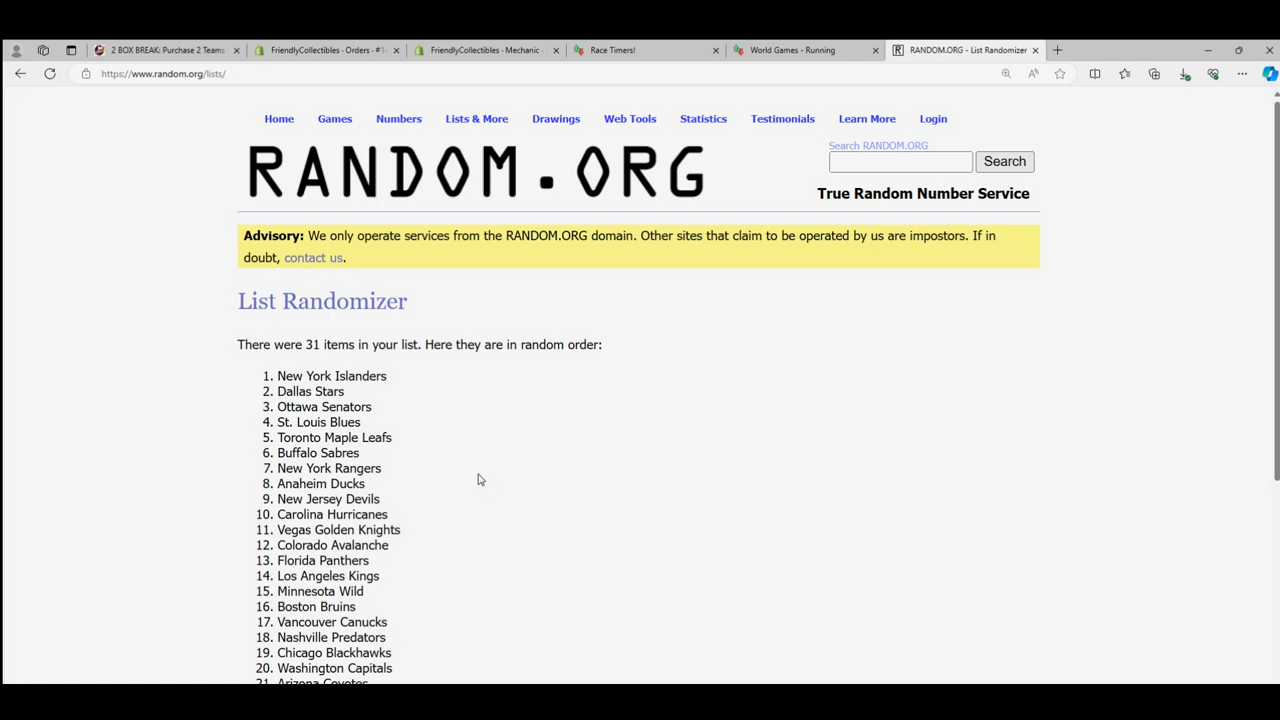 2 BOX BREAK: Purchase 2 Teams
FriendlyCollectibles · Orders · #1
FriendlyCollectibles · Mechanic ·
Race Timers!
World Games - Running
RANDOM.ORG - List Randomizer
https://www.random.org/lists/
Home Games Numbers Lists & More Drawings Web Tools Statistics Testimonials Learn More Login
RANDOM.ORG
Search RANDOM.ORG
Search
True Random Number Service
Advisory: We only operate services from the RANDOM.ORG domain. Other sites that claim to be operated by us are impostors. If in
doubt, contact us.
List Randomizer
There were 31 items in your list. Here they are in random order:
1. New York Islanders
2. Dallas Stars
3. Ottawa Senators
4. St. Louis Blues
5. Toronto Maple Leafs
6. Buffalo Sabres
7. New York Rangers
8. Anaheim Ducks
9. New Jersey Devils
10. Carolina Hurricanes
11. Vegas Golden Knights
12. Colorado Avalanche
13. Florida Panthers
14. Los Angeles Kings
15. Minnesota Wild
16. Boston Bruins
17. Vancouver Canucks
18. Nashville Predators
19. Chicago Blackhawks
20. Washington Capitals
21. Arizona Coyotes